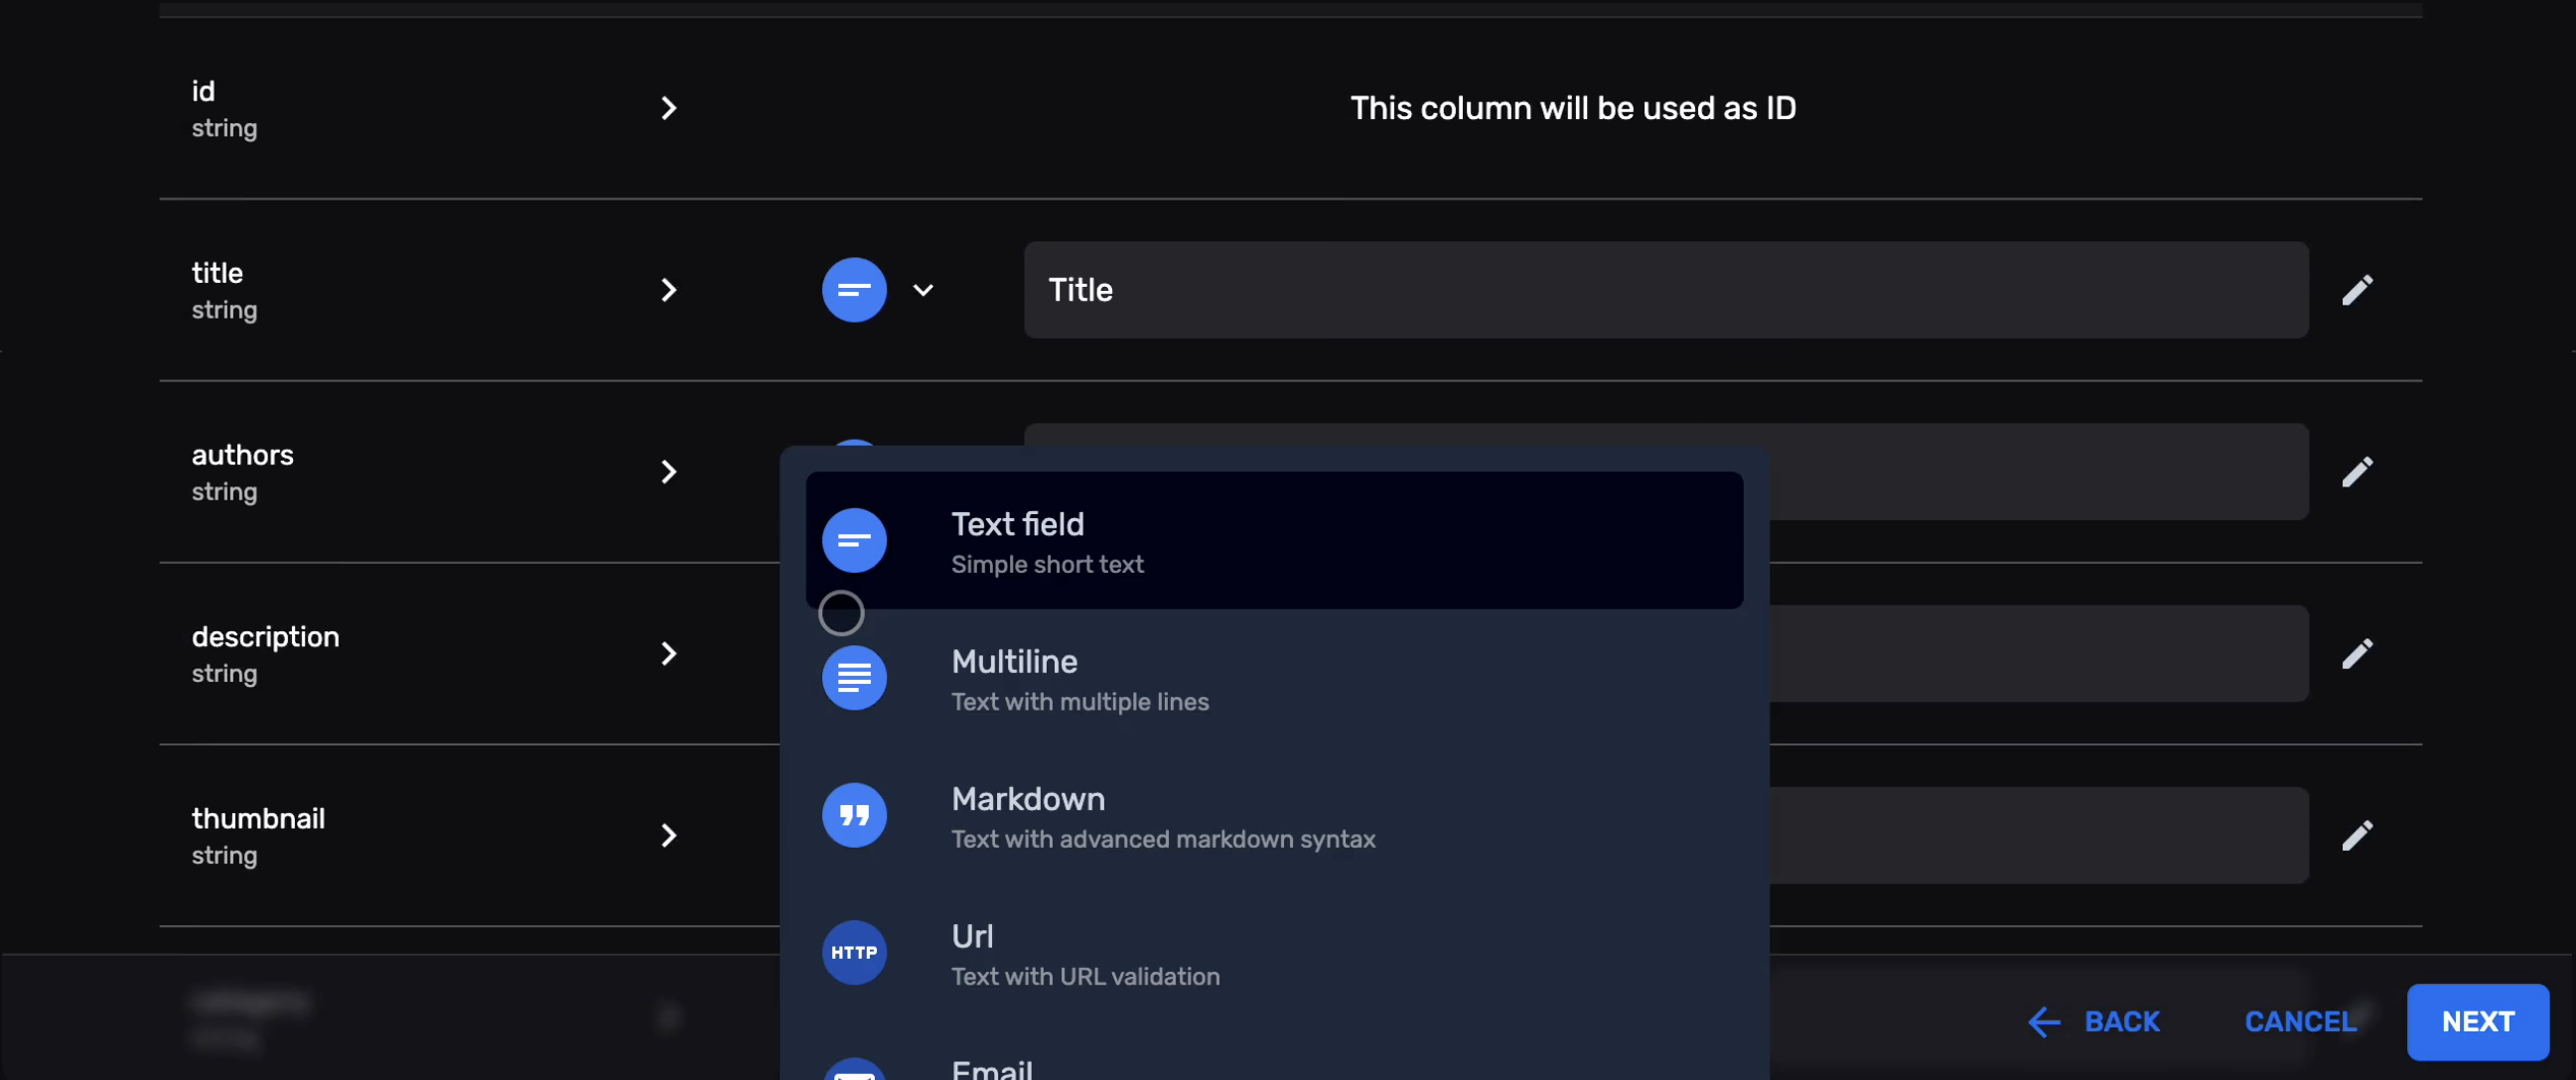 id
string
This column will be used as ID
title
string
Title
authors
string
description
string
thumbnail
string
Text field
Simple short text
Multiline
Text with multiple lines
Markdown
Text with advanced markdown syntax
HTTP
Url
Text with URL validation
Email
BACK
CANCEL
NEXT